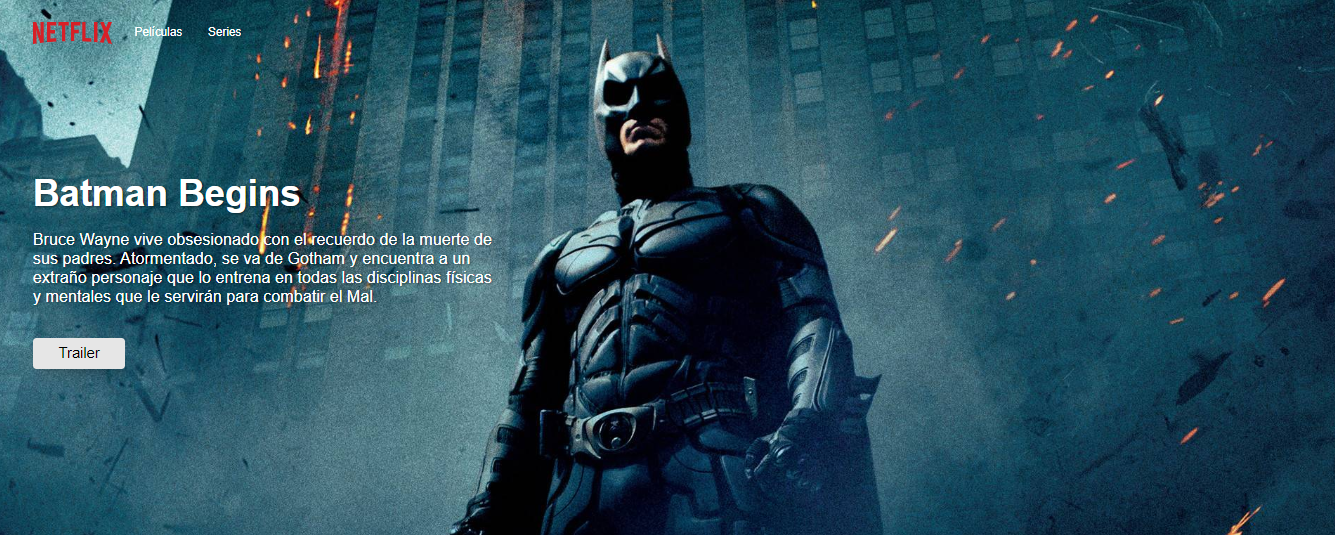 NETFLIX Películas Series
Batman Begins
Bruce Wayne vive obsesionado con el recuerdo de la muerte de
sus padres. Atormentado, se va de Gotham y encuentra a un
extraño personaje que lo entrena en todas las disciplinas físicas
y mentales que le servirán para combatir el Mal.
Trailer